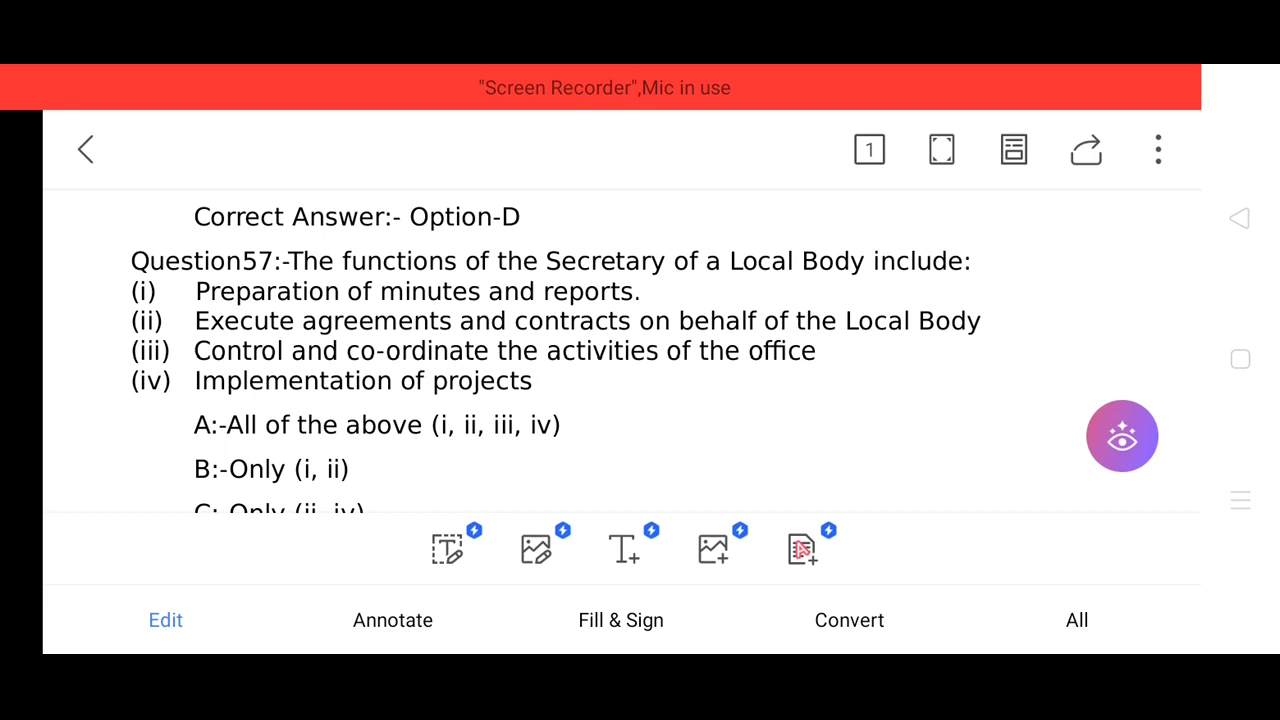 "Screen Recorder",Mic in use
1
Correct Answer:- Option-D
Question57:-The functions of the Secretary of a Local Body include:
(i) Preparation of minutes and reports.
(ii) Execute agreements and contracts on behalf of the Local Body
(iii) Control and co-ordinate the activities of the office
(iv) Implementation of projects
A:-All of the above (i, ii, iii, iv)
B:-Only (i, ii)
C:-Only (ii, iv)
Edit Annotate Fill & Sign Convert All